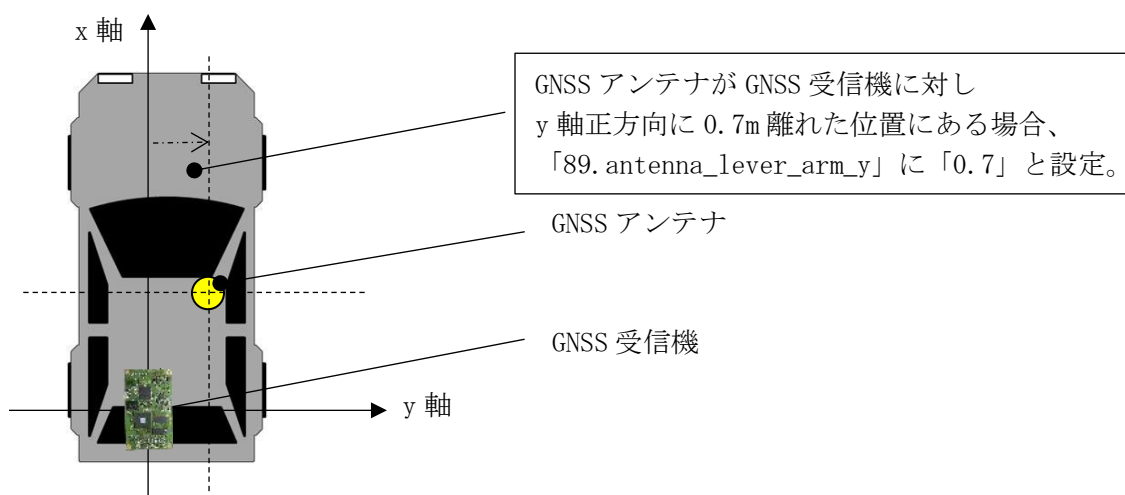 x 軸
GNSS アンテナが GNSS 受信機に対し
y 軸正方向に 0.7m 離れた位置にある場合、
「89.antenna_lever_arm_y」に「0.7」と設定。
GNSS アンテナ
GNSS 受信機
y 軸